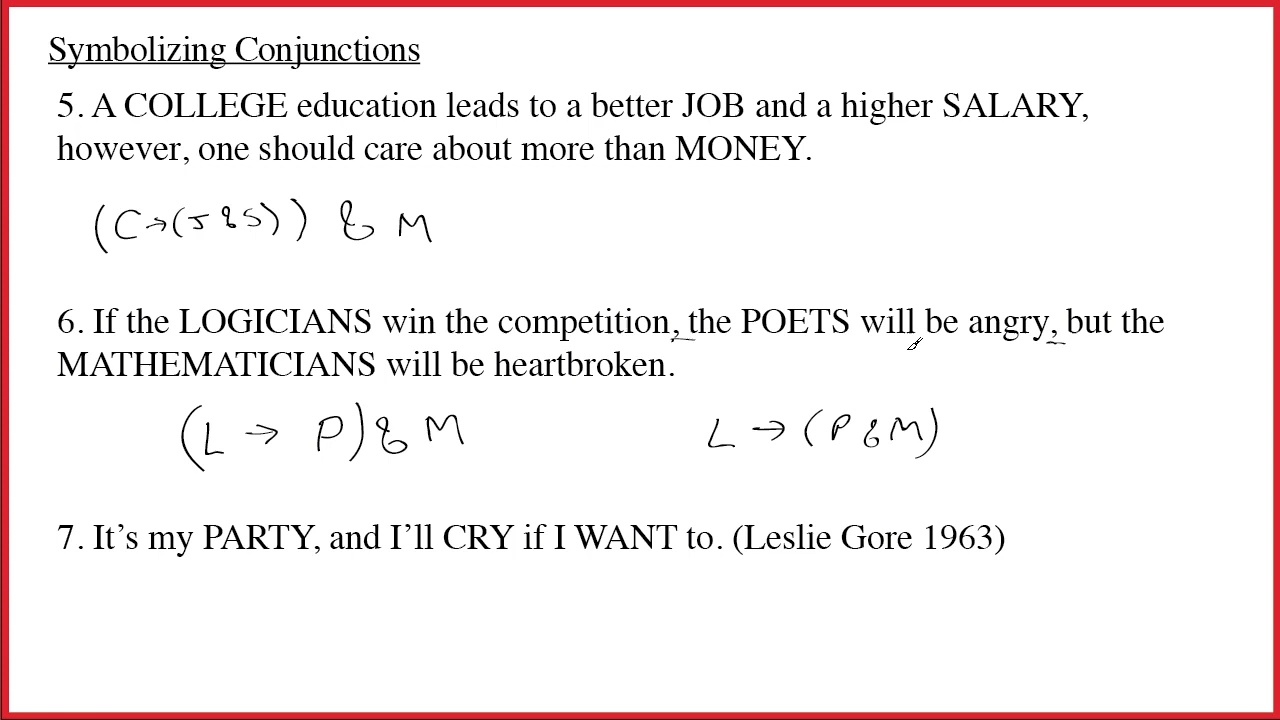 Symbolizing Conjunctions
5. A COLLEGE education leads to a better JOB and a higher SALARY,
however, one should care about more than MONEY.
(C→(J & S)) & M
6. If the LOGICIANS win the competition, the POETS will be angry, but the
MATHEMATICIANS will be heartbroken.
(L → P) & M L → (P & M)
7. It’s my PARTY, and I’ll CRY if I WANT to. (Leslie Gore 1963)